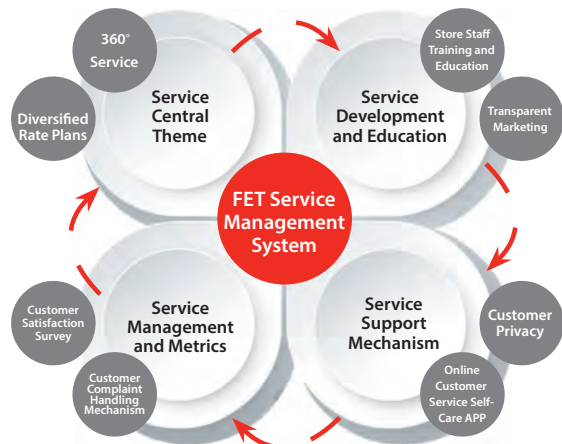 360°
Service
Diversified
Rate Plans
Service
Central
Theme
Service
Development
and Education
Store Staff
Training and
Education
Transparent
Marketing
FET Service
Management
System
Customer
Satisfaction
Survey
Customer
Complaint
Handling
Mechanism
Service
Management
and Metrics
Service
Support
Mechanism
Customer
Privacy
Online
Customer
Service Self-
Care APP